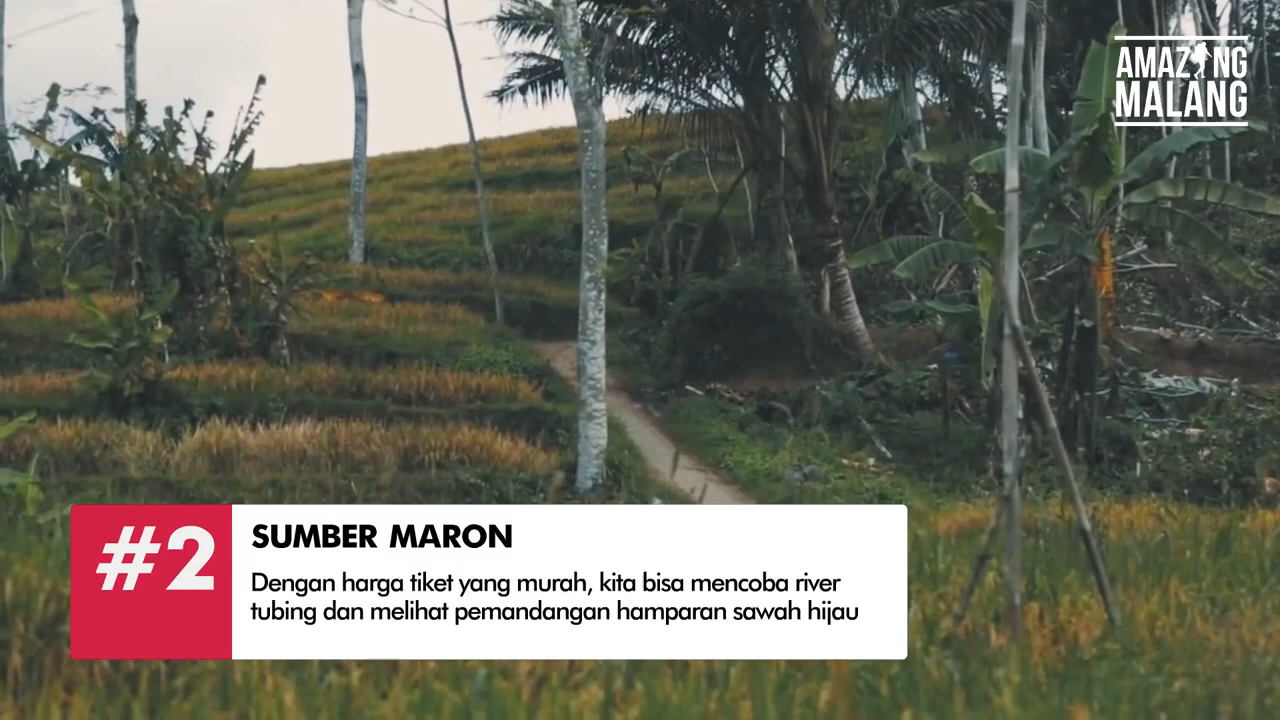 AMAZING
MALANG
#2
SUMBER MARON
Dengan harga tiket yang murah, kita bisa mencoba river
tubing dan melihat pemandangan hamparan sawah hijau